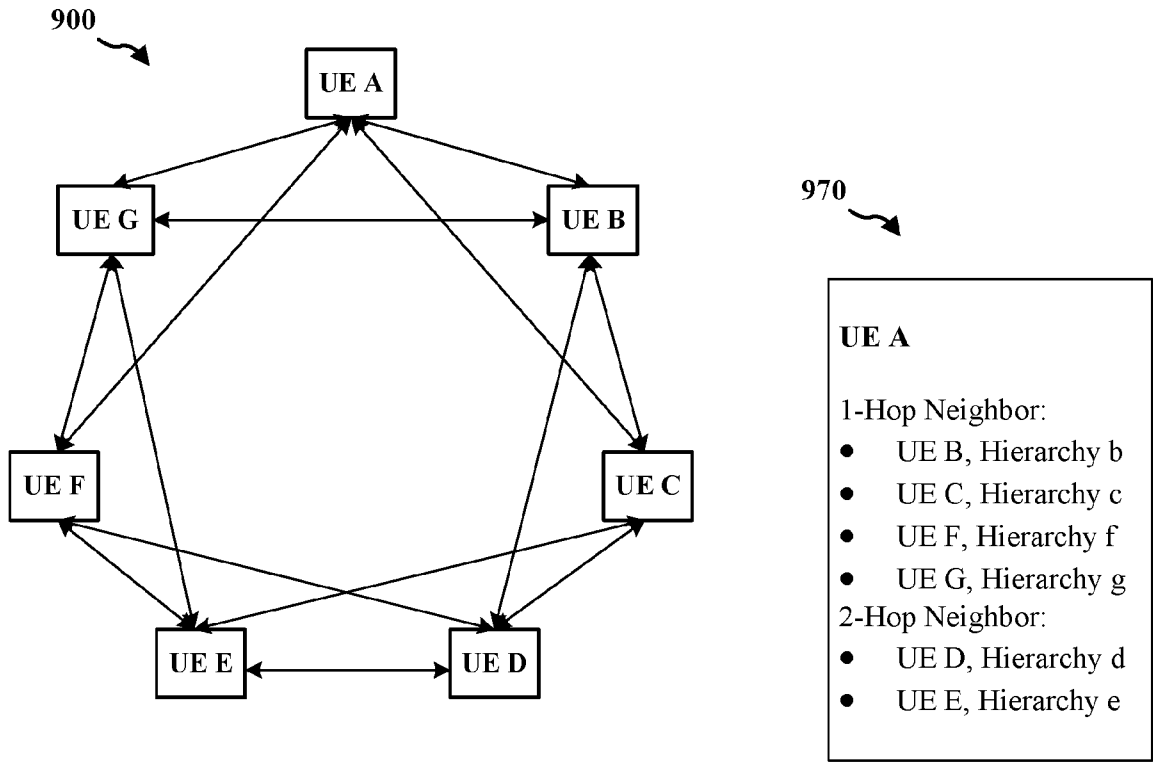 900
UE A
UE G
UE B
UE F
UE C
UE E
UE D
970
UE A
1-Hop Neighbor:
● UE B, Hierarchy b
● UE C, Hierarchy c
● UE F, Hierarchy f
● UE G, Hierarchy g
2-Hop Neighbor:
● UE D, Hierarchy d
● UE E, Hierarchy e